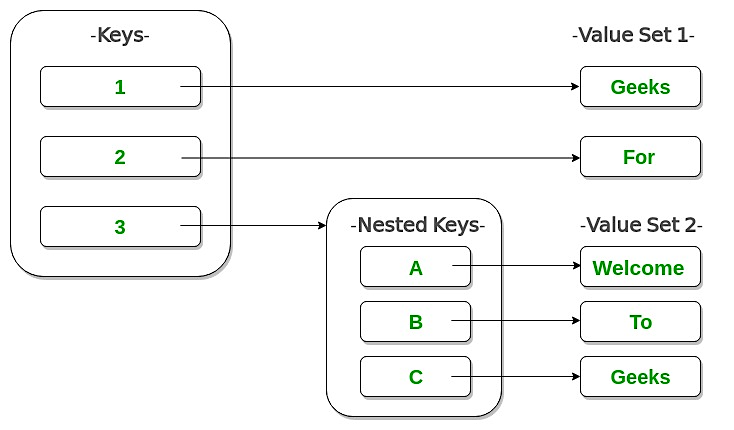 -Keys-
-Value Set 1-
1
Geeks
2
For
3
-Nested Keys-
-Value Set 2-
A
Welcome
B
To
C
Geeks